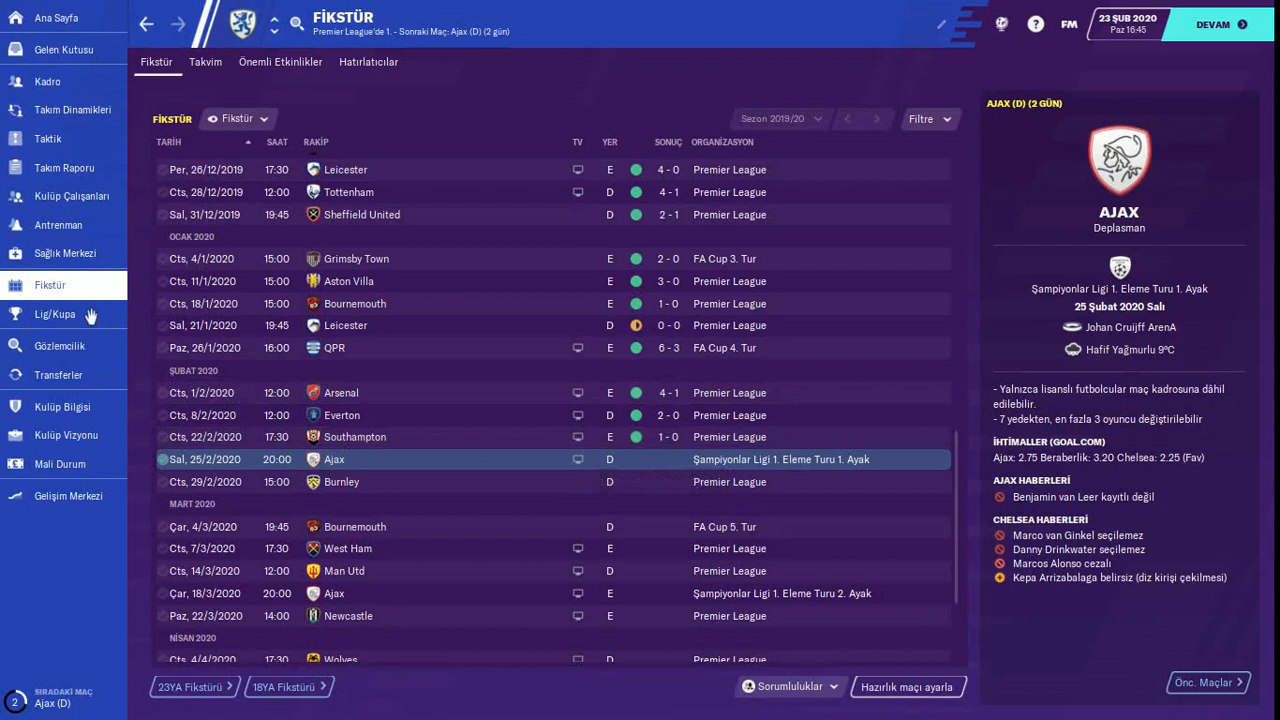 Ana Sayfa
Gelen Kutusu
Kadro
Takım Dinamikleri
Taktik
Takım Raporu
Kulüp Çalışanları
Antrenman
Sağlık Merkezi
Fikstür
Lig/Kupa
Gözlemcilik
Transferler
Kulüp Bilgisi
Kulüp Vizyonu
Mali Durum
Gelişim Merkezi
2
SIRADAKİ MAÇ
Ajax (D)
FİKSTÜR
Premier League'de 1. - Sonraki Maç: Ajax (D) (2 gün)
? FM
23 ŞUB 2020
Paz 16:45
DEVAM
Fikstür Takvim Önemli Etkinlikler Hatırlatıcılar
FİKSTÜR Fikstür Sezon 2019/20 Filtre
TARİH SAAT RAKİP TV YER SONUÇ ORGANİZASYON
Per, 26/12/2019 17:30 Leicester E 4 - 0 Premier League
Cts, 28/12/2019 12:00 Tottenham D 4 - 1 Premier League
Sal, 31/12/2019 19:45 Sheffield United D 2 - 1 Premier League
OCAK 2020
Cts, 4/1/2020 15:00 Grimsby Town E 2 - 0 FA Cup 3. Tur
Cts, 11/1/2020 15:00 Aston Villa E 3 - 0 Premier League
Cts, 18/1/2020 15:00 Bournemouth E 1 - 0 Premier League
Sal, 21/1/2020 19:45 Leicester D 0 - 0 Premier League
Paz, 26/1/2020 16:00 QPR E 6 - 3 FA Cup 4. Tur
ŞUBAT 2020
Cts, 1/2/2020 12:00 Arsenal E 4 - 1 Premier League
Cts, 8/2/2020 12:00 Everton D 2 - 0 Premier League
Cts, 22/2/2020 17:30 Southampton E 1 - 0 Premier League
Sal, 25/2/2020 20:00 Ajax D Şampiyonlar Ligi 1. Eleme Turu 1. Ayak
Cts, 29/2/2020 15:00 Burnley D Premier League
MART 2020
Çar, 4/3/2020 19:45 Bournemouth D FA Cup 5. Tur
Cts, 7/3/2020 17:30 West Ham E Premier League
Cts, 14/3/2020 12:00 Man Utd D Premier League
Çar, 18/3/2020 20:00 Ajax E Şampiyonlar Ligi 1. Eleme Turu 2. Ayak
Paz, 22/3/2020 14:00 Newcastle E Premier League
NİSAN 2020
Cts, 4/4/2020 17:30 Wolves D Premier League
23YA Fikstürü 18YA Fikstürü Sorumluluklar Hazırlık maçı ayarla
AJAX (D) (2 GÜN)
AJAX
Deplasman
Şampiyonlar Ligi 1. Eleme Turu 1. Ayak
25 Şubat 2020 Salı
Johan Cruijff ArenA
Hafif Yağmurlu 9ºC
- Yalnızca lisanslı futbolcular maç kadrosuna dâhil
edilebilir.
- 7 yedekten, en fazla 3 oyuncu değiştirilebilir
İHTİMALLER (GOAL.COM)
Ajax: 2.75 Beraberlik: 3.20 Chelsea: 2.25 (Fav)
AJAX HABERLERİ
Benjamin van Leer kayıtlı değil
CHELSEA HABERLERİ
Marco van Ginkel seçilemez
Danny Drinkwater seçilemez
Marcos Alonso cezalı
Kepa Arrizabalaga belirsiz (diz kirişi çekilmesi)
Önc. Maçlar